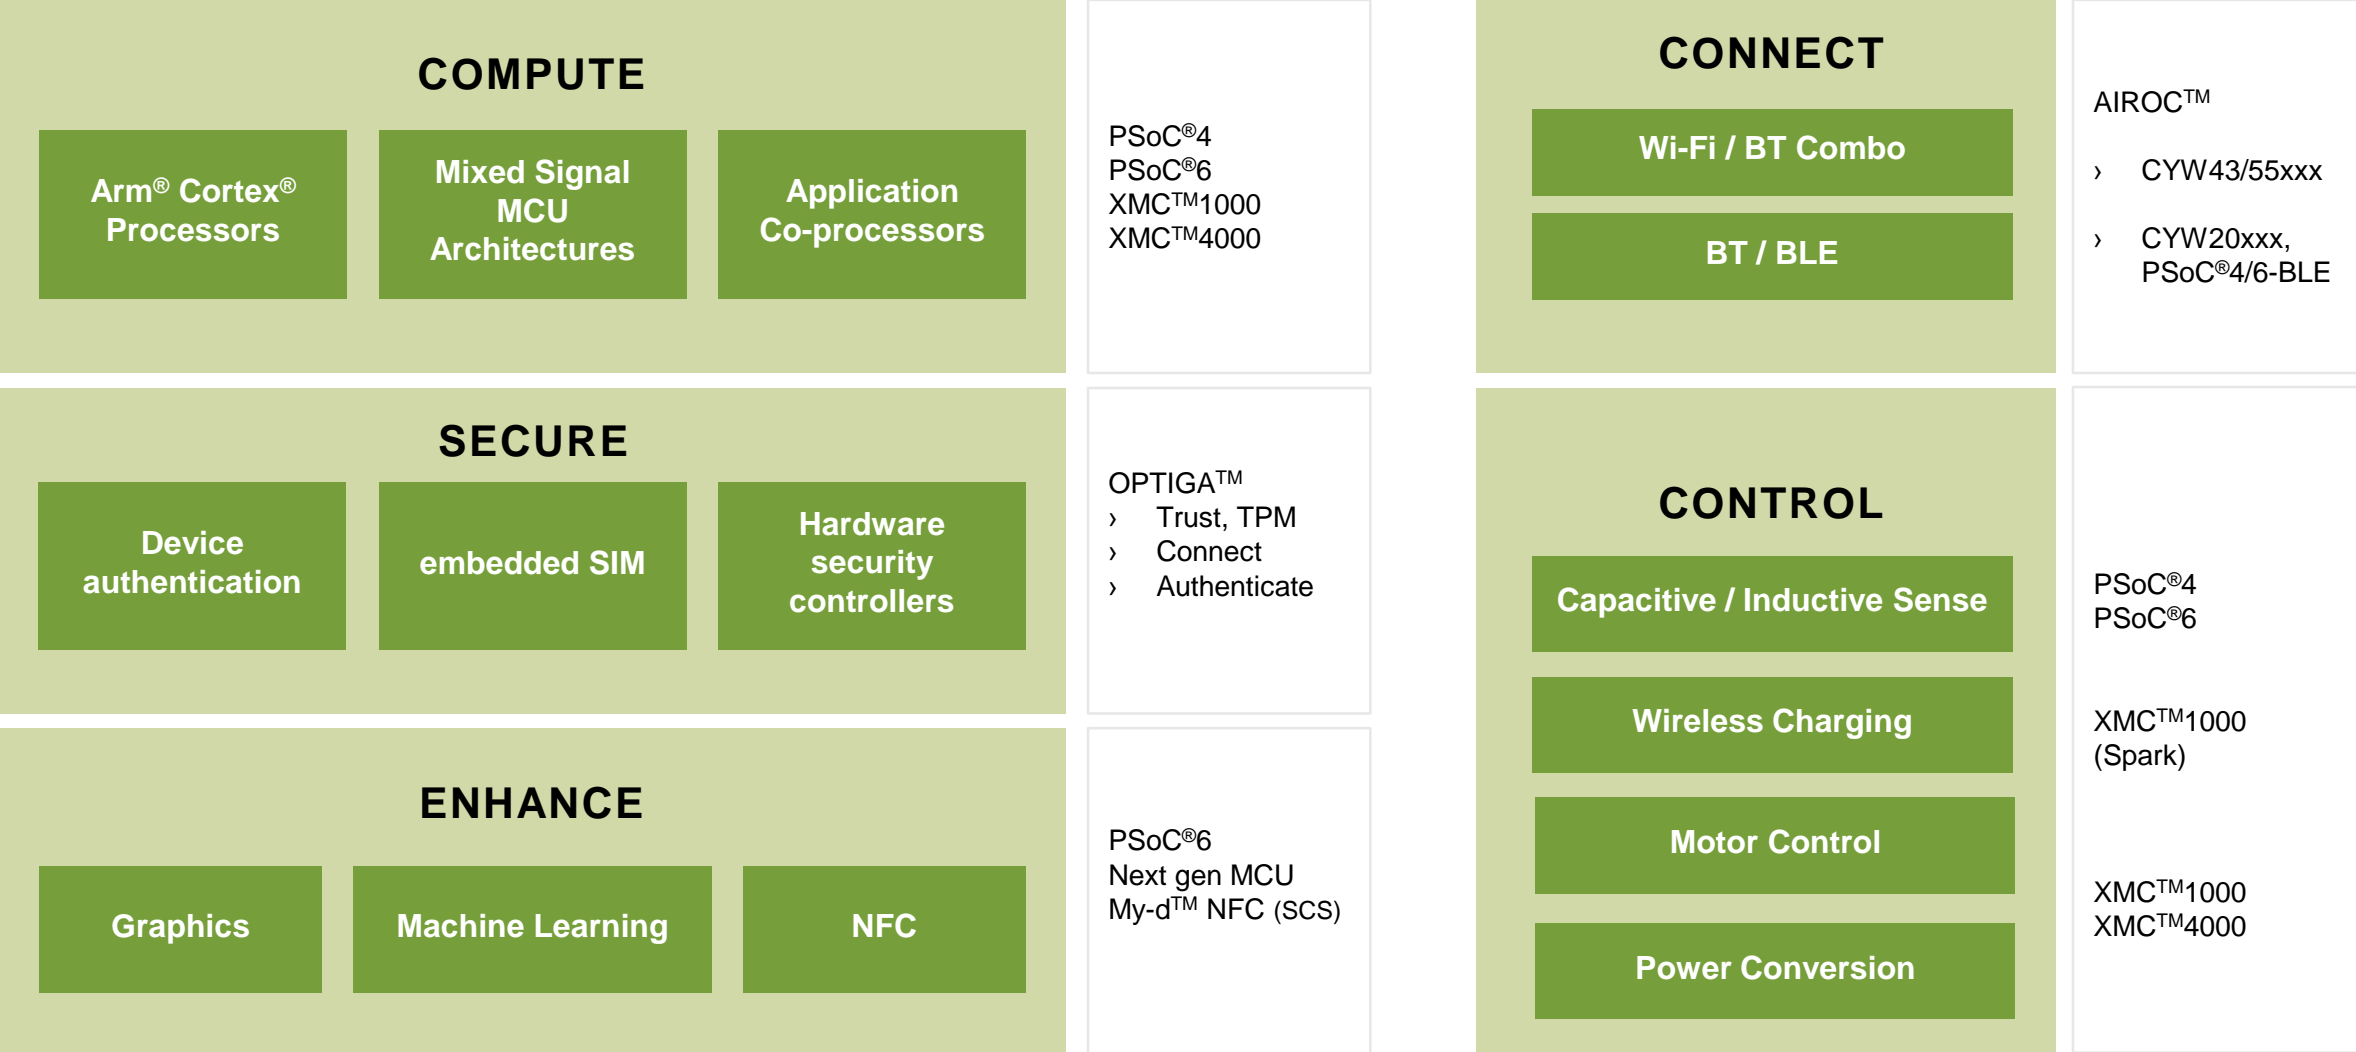 COMPUTE
Arm® Cortex®
Processors
Mixed Signal
MCU
Architectures
Application
Co-processors
PSoC®4
PSoC®6
XMC™1000
XMC™4000
CONNECT
Wi-Fi / BT Combo
BT / BLE
AIROC™
› CYW43/55xxx
› CYW20xxx,
PSoC®4/6-BLE
SECURE
Device
authentication
embedded SIM
Hardware
security
controllers
OPTIGA™
› Trust, TPM
› Connect
› Authenticate
ENHANCE
Graphics
Machine Learning
NFC
PSoC®6
Next gen MCU
My-d™ NFC (SCS)
CONTROL
Capacitive / Inductive Sense
Wireless Charging
Motor Control
Power Conversion
PSoC®4
PSoC®6
XMC™1000
(Spark)
XMC™1000
XMC™4000